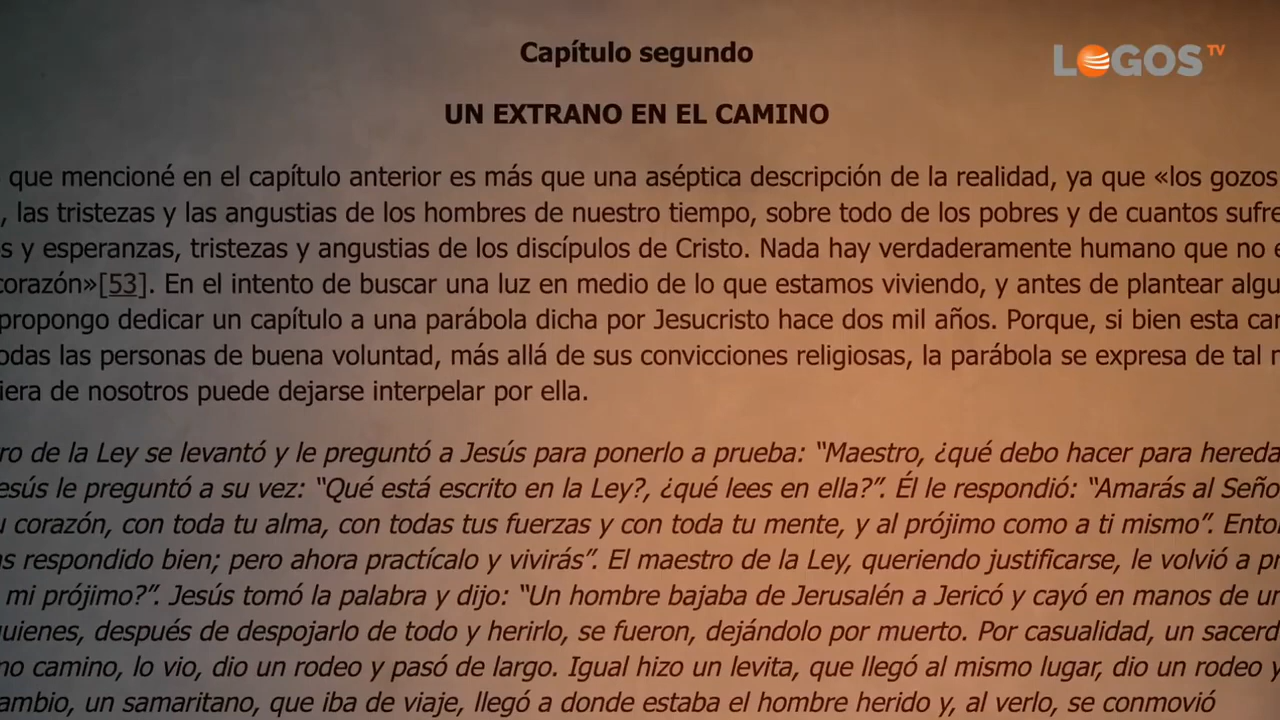 Capítulo segundo
LOGOS TV
UN EXTRANO EN EL CAMINO
que mencioné en el capítulo anterior es más que una aséptica descripción de la realidad, ya que «los gozos
, las tristezas y las angustias de los hombres de nuestro tiempo, sobre todo de los pobres y de cuantos sufre
s y esperanzas, tristezas y angustias de los discípulos de Cristo. Nada hay verdaderamente humano que no e
corazón»[53]. En el intento de buscar una luz en medio de lo que estamos viviendo, y antes de plantear algu
propongo dedicar un capítulo a una parábola dicha por Jesucristo hace dos mil años. Porque, si bien esta car
odas las personas de buena voluntad, más allá de sus convicciones religiosas, la parábola se expresa de tal
iera de nosotros puede dejarse interpelar por ella.
ro de la Ley se levantó y le preguntó a Jesús para ponerlo a prueba: “Maestro, ¿qué debo hacer para hereda
esús le preguntó a su vez: “Qué está escrito en la Ley?, ¿qué lees en ella?”. Él le respondió: “Amarás al Seño
u corazón, con toda tu alma, con todas tus fuerzas y con toda tu mente, y al prójimo como a ti mismo”. Ento
as respondido bien; pero ahora practícalo y vivirás”. El maestro de la Ley, queriendo justificarse, le volvió a pr
mi prójimo?”. Jesús tomó la palabra y dijo: “Un hombre bajaba de Jerusalén a Jericó y cayó en manos de un
quienes, después de despojarlo de todo y herirlo, se fueron, dejándolo por muerto. Por casualidad, un sacerd
mo camino, lo vio, dio un rodeo y pasó de largo. Igual hizo un levita, que llegó al mismo lugar, dio un rodeo y
ambio, un samaritano, que iba de viaje, llegó a donde estaba el hombre herido y, al verlo, se conmovió